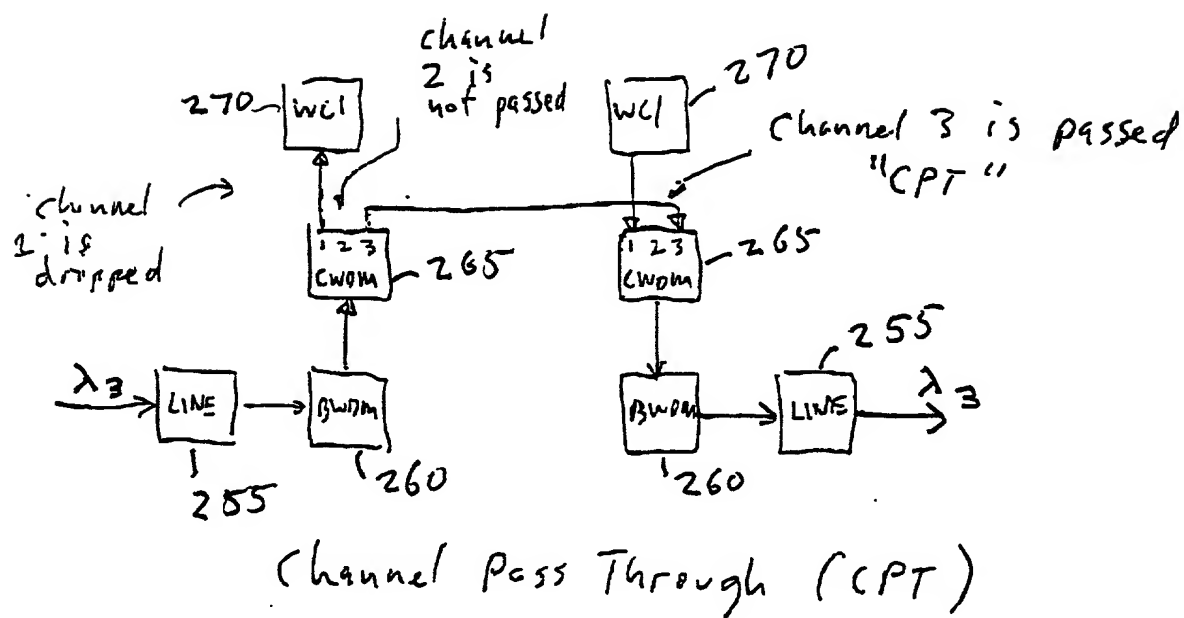 channel
2 is
not passed
270
WCI
WCI
270
Channel 3 is passed
"CPT"
channel
1 is
dropped
1 2 3
CWDM
265
1 2 3
CWDM
265
255
λ3
LINE
BWDM
BWDM
LINE
λ3
255
260
260
Channel Pass Through (CPT)